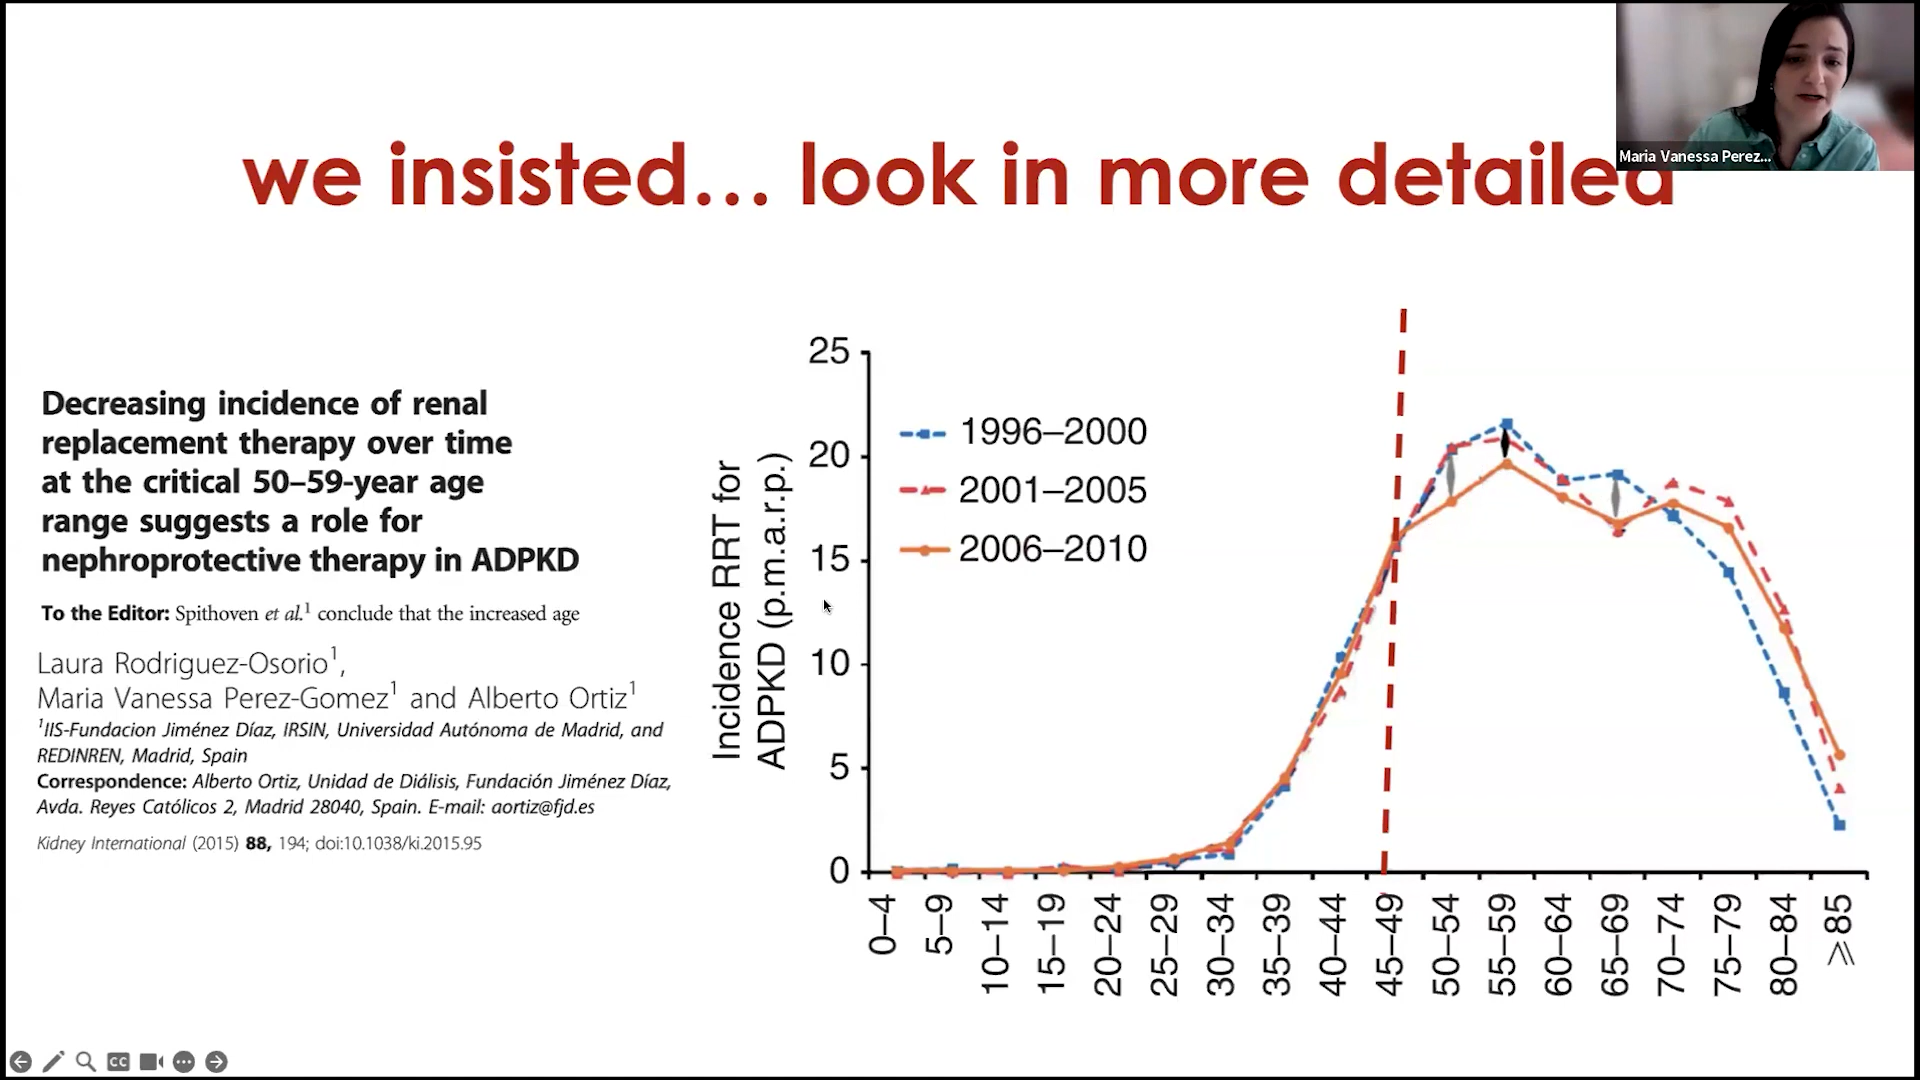 Maria Vanessa Perez...
we insisted... look in more detailed
Decreasing incidence of renal
replacement therapy over time
at the critical 50–59-year age
range suggests a role for
nephroprotective therapy in ADPKD
To the Editor: Spithoven et al.1 conclude that the increased age
Laura Rodriguez-Osorio1,
Maria Vanessa Perez-Gomez1 and Alberto Ortiz1
1IIS-Fundacion Jiménez Díaz, IRSIN, Universidad Autónoma de Madrid, and
REDINREN, Madrid, Spain
Correspondence: Alberto Ortiz, Unidad de Diálisis, Fundación Jiménez Díaz,
Avda. Reyes Católicos 2, Madrid 28040, Spain. E-mail: aortiz@fjd.es
Kidney International (2015) 88, 194; doi:10.1038/ki.2015.95
Incidence RRT for
ADPKD (p.m.a.r.p.)
25
20
15
10
5
0
1996–2000
2001–2005
2006–2010
0–4
5–9
10–14
15–19
20–24
25–29
30–34
35–39
40–44
45–49
50–54
55–59
60–64
65–69
70–74
75–79
80–84
⩾85
CC